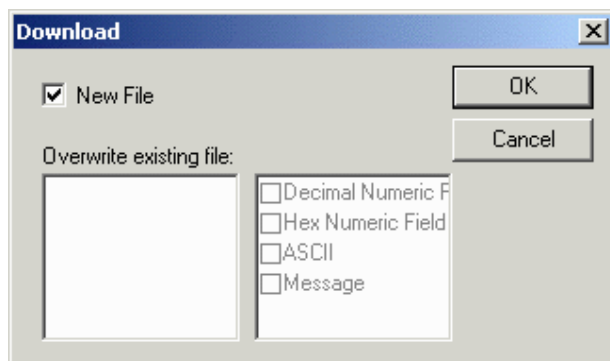 Download
New File
OK
Cancel
Overwrite existing file:
Decimal Numeric F
Hex Numeric Field
ASCII
Message